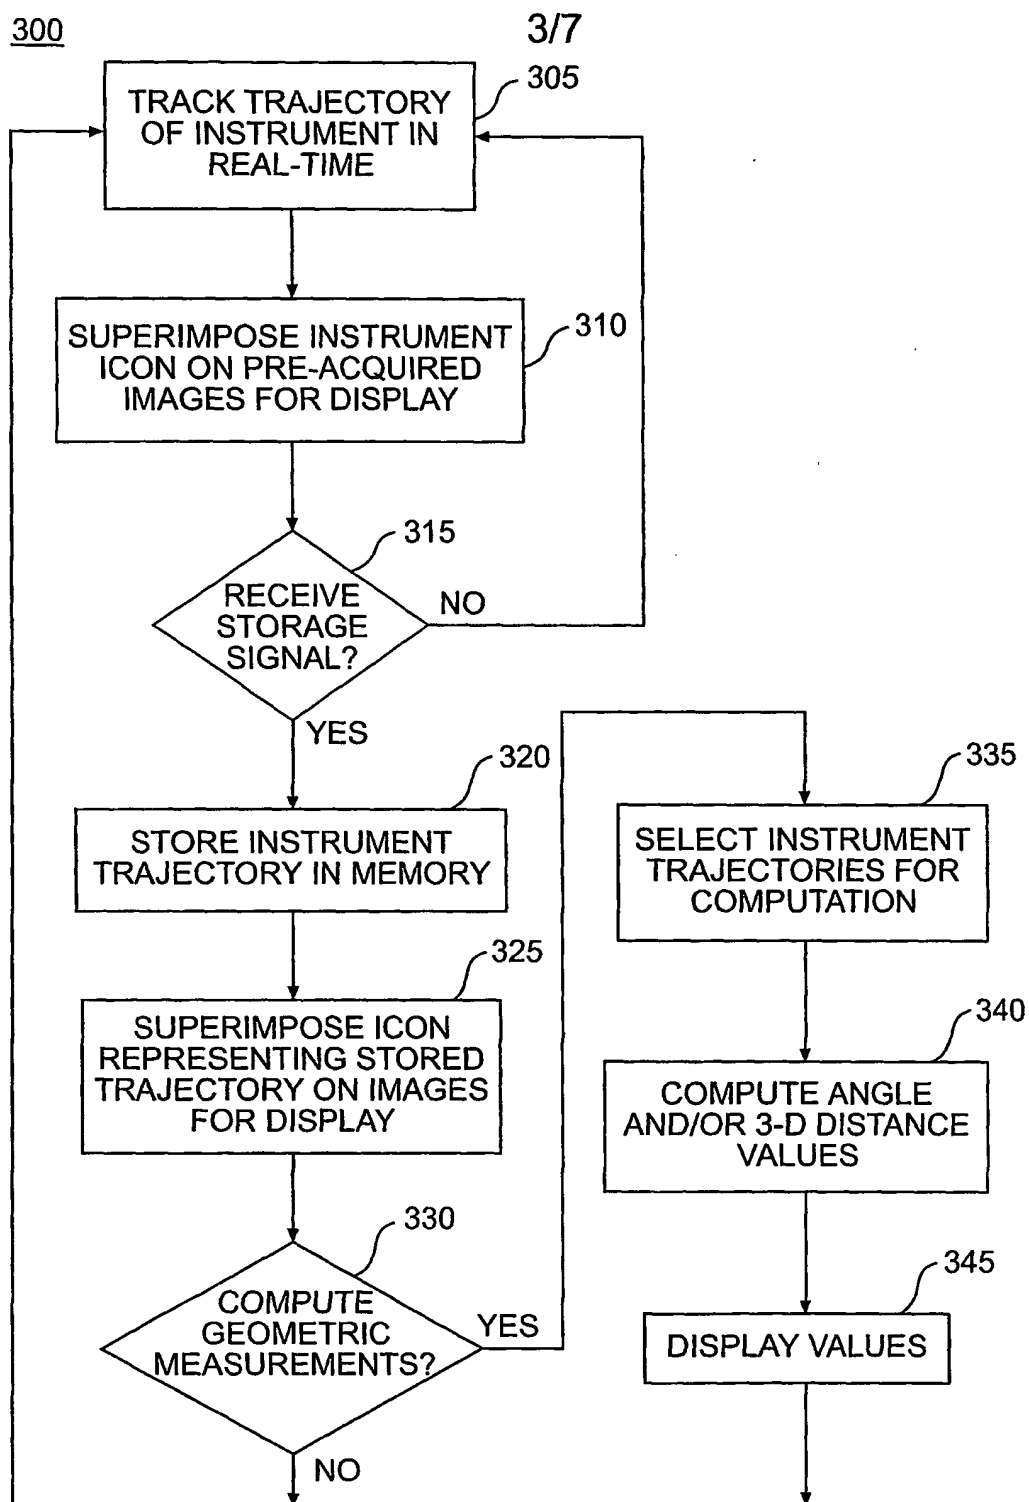 300
3/7
305
TRACK TRAJECTORY
OF INSTRUMENT IN
REAL-TIME
310
SUPERIMPOSE INSTRUMENT
ICON ON PRE-ACQUIRED
IMAGES FOR DISPLAY
315
RECEIVE
STORAGE
SIGNAL?
NO
YES
320
STORE INSTRUMENT
TRAJECTORY IN MEMORY
325
SUPERIMPOSE ICON
REPRESENTING STORED
TRAJECTORY ON IMAGES
FOR DISPLAY
330
COMPUTE
GEOMETRIC
MEASUREMENTS?
YES
NO
335
SELECT INSTRUMENT
TRAJECTORIES FOR
COMPUTATION
340
COMPUTE ANGLE
AND/OR 3-D DISTANCE
VALUES
345
DISPLAY VALUES